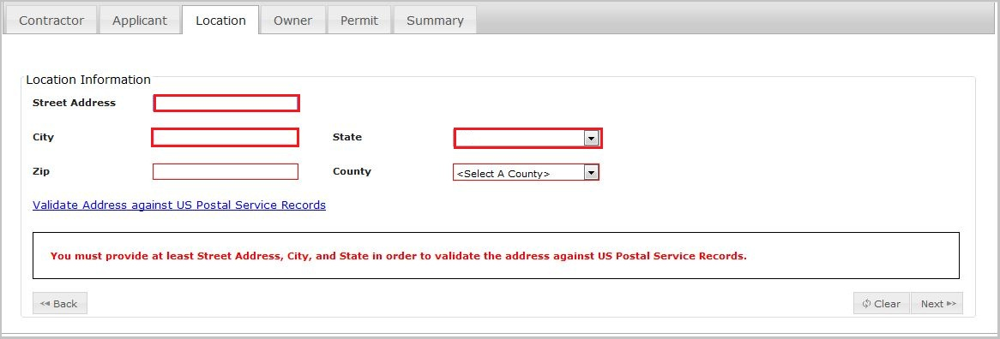 Contractor Applicant Location Owner Permit Summary
Location Information
Street Address
City State
Zip County <Select A County>
Validate Address against US Postal Service Records
You must provide at least Street Address, City, and State in order to validate the address against US Postal Service Records.
Back Clear Next